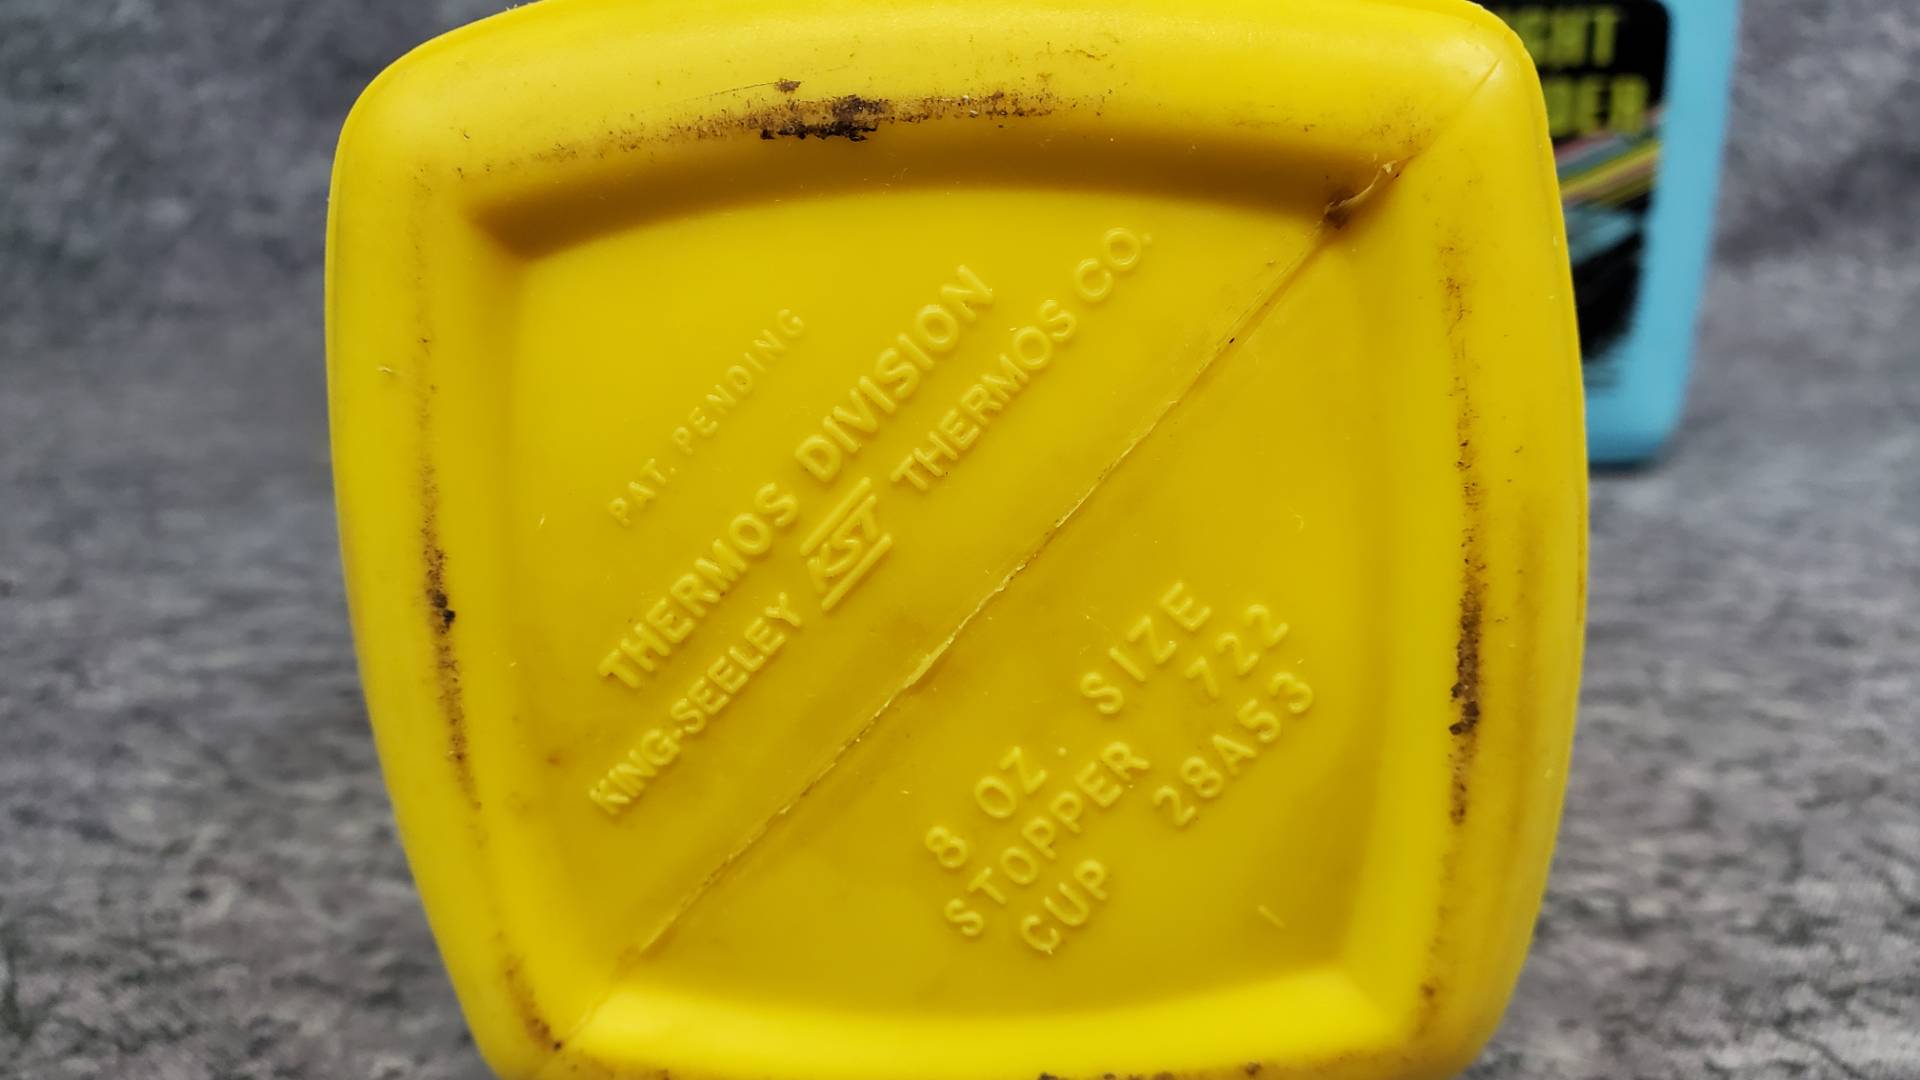 PAT. PENDING
THERMOS DIVISION
KING-SEELEY KST THERMOS CO.
8 OZ. SIZE
STOPPER 722
CUP 28A53